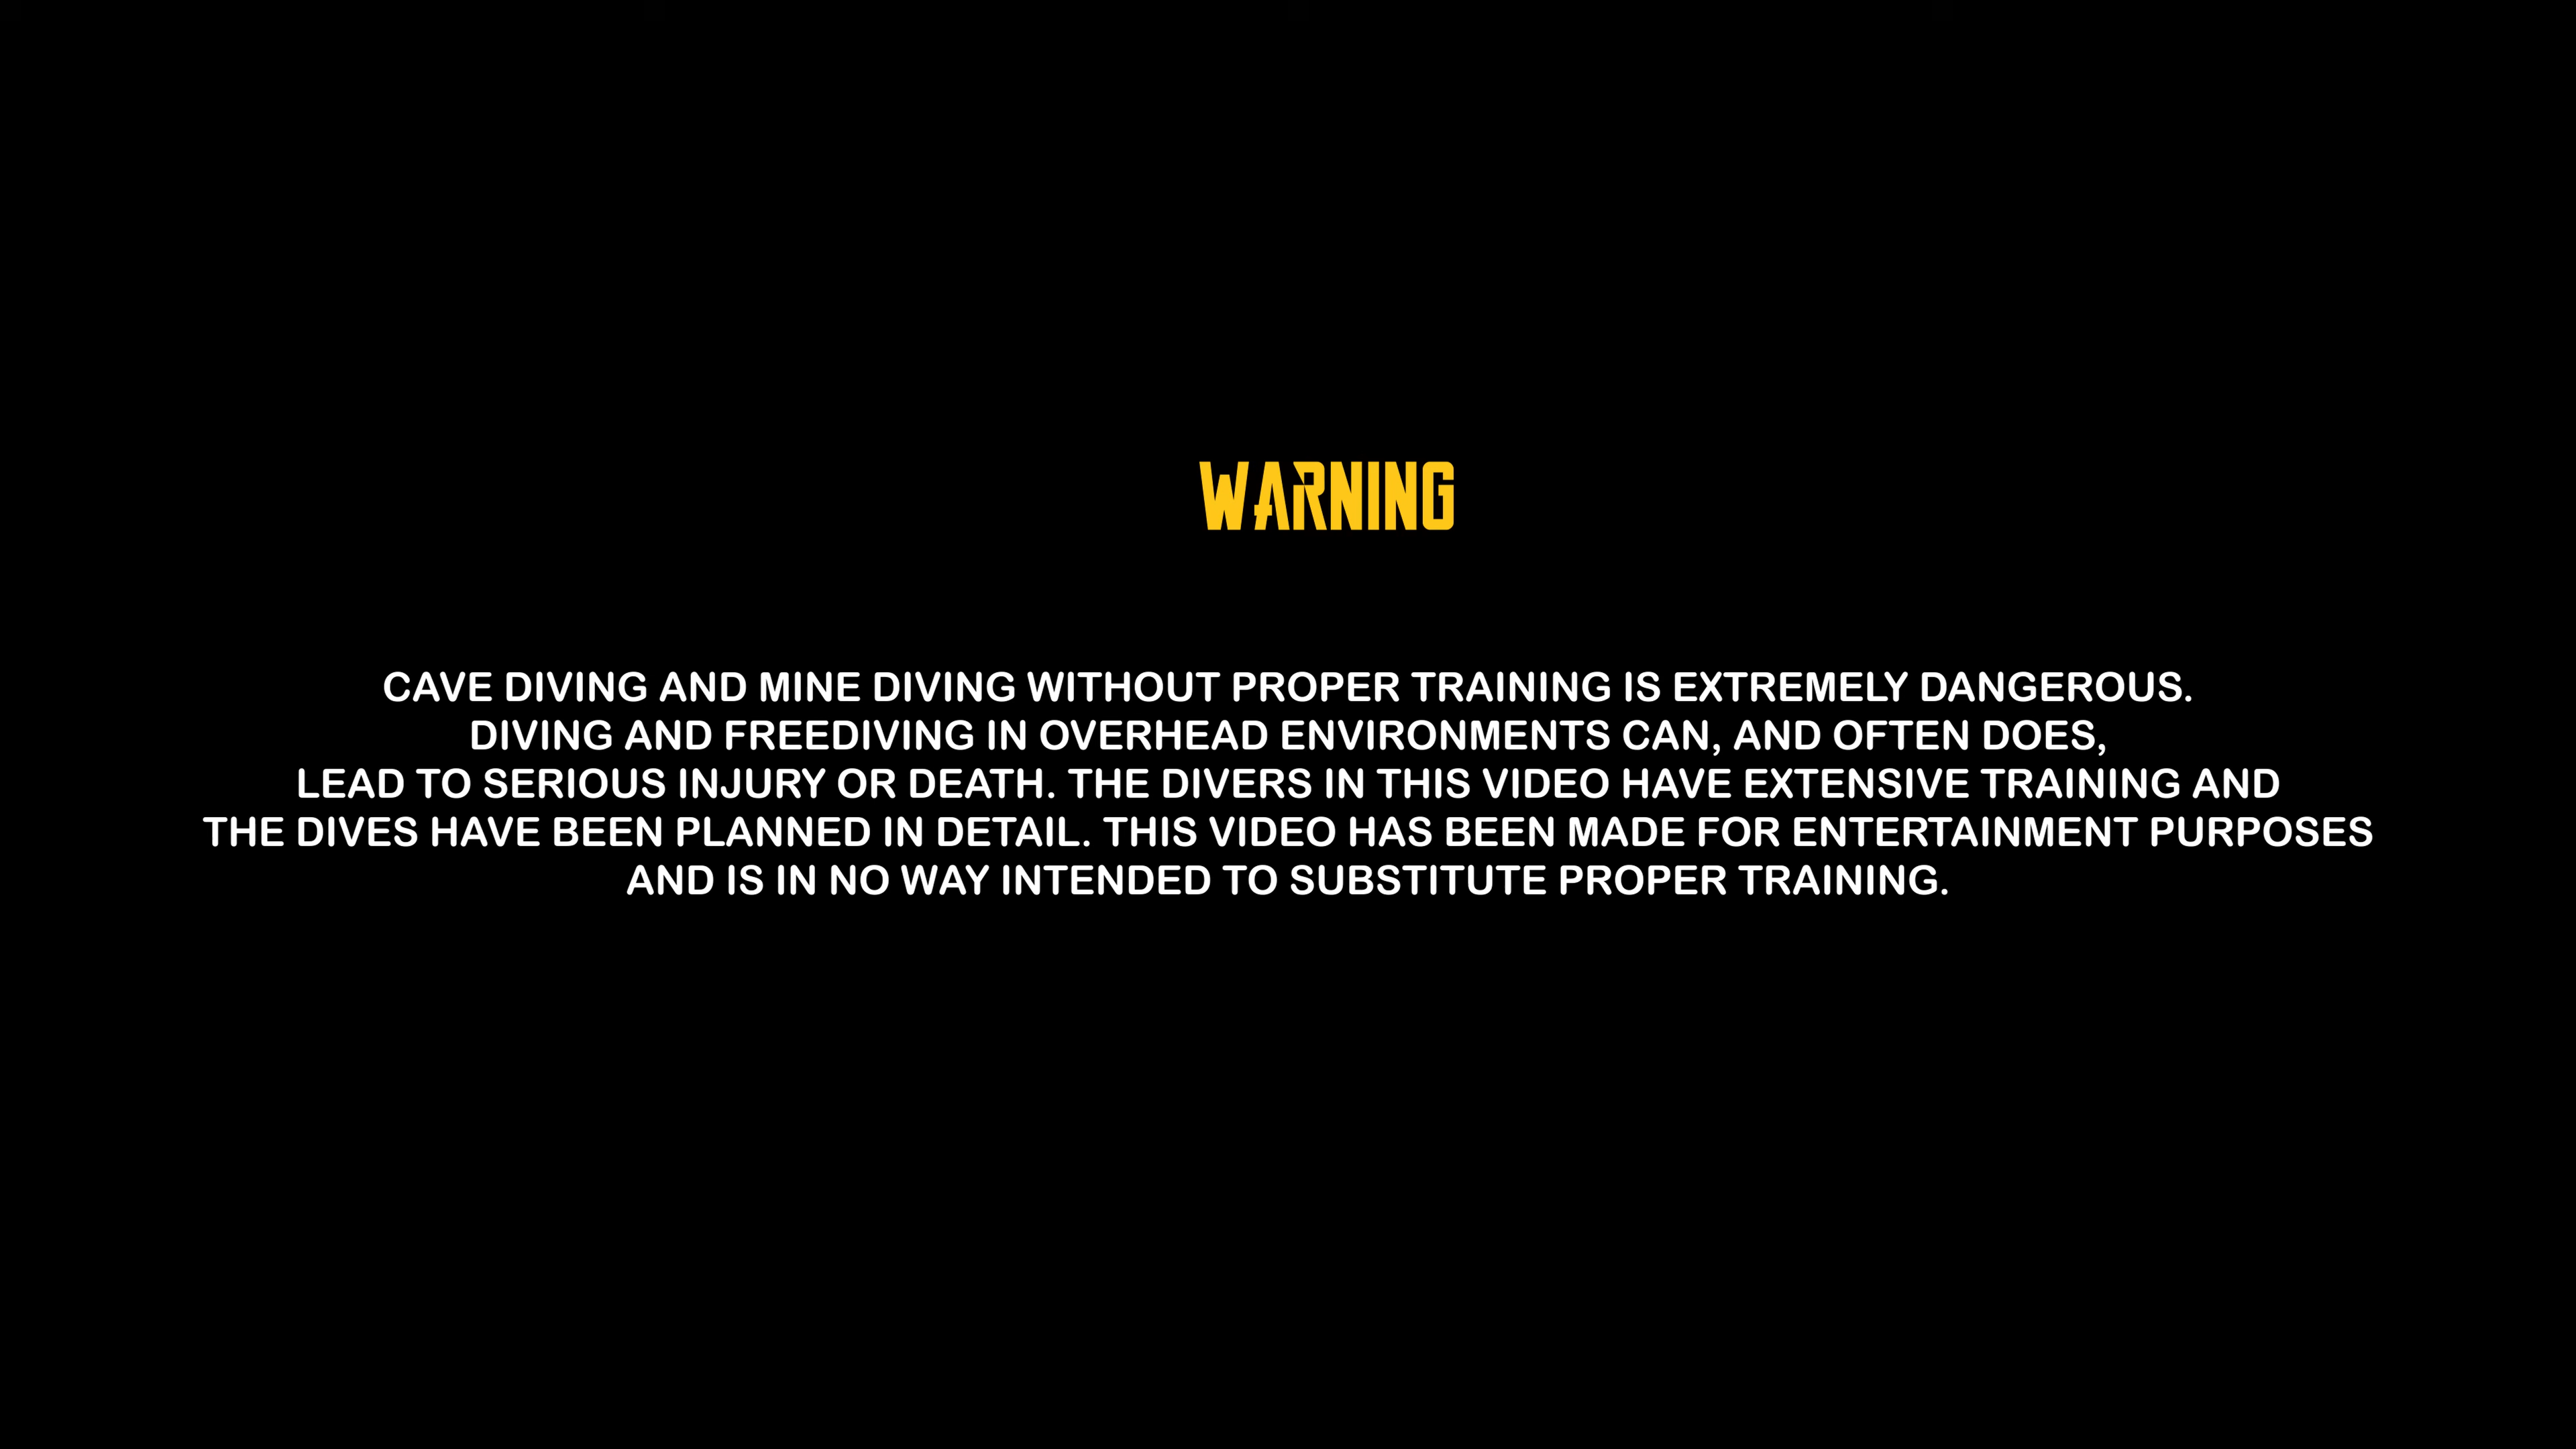 WARNING
CAVE DIVING AND MINE DIVING WITHOUT PROPER TRAINING IS EXTREMELY DANGEROUS.
DIVING AND FREEDIVING IN OVERHEAD ENVIRONMENTS CAN, AND OFTEN DOES,
LEAD TO SERIOUS INJURY OR DEATH. THE DIVERS IN THIS VIDEO HAVE EXTENSIVE TRAINING AND
THE DIVES HAVE BEEN PLANNED IN DETAIL. THIS VIDEO HAS BEEN MADE FOR ENTERTAINMENT PURPOSES
AND IS IN NO WAY INTENDED TO SUBSTITUTE PROPER TRAINING.